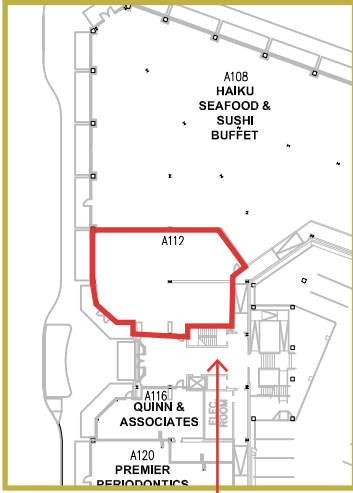 A108
HAIKU
SEAFOOD &
SUSHI
BUFFET
A112
A116
QUINN &
ASSOCIATES
ELEC.
ROOM
A120
PREMIER
PERIODONTICS